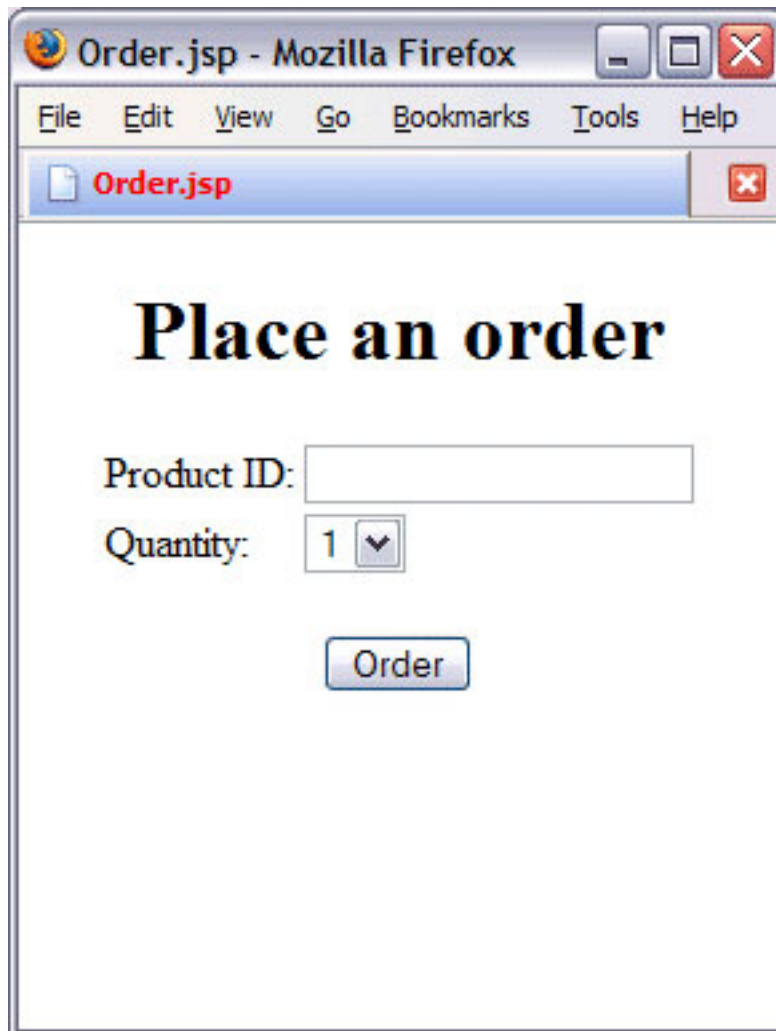 Order.jsp - Mozilla Firefox
File Edit View Go Bookmarks Tools Help
Order.jsp
Place an order
Product ID:
Quantity: 1
Order